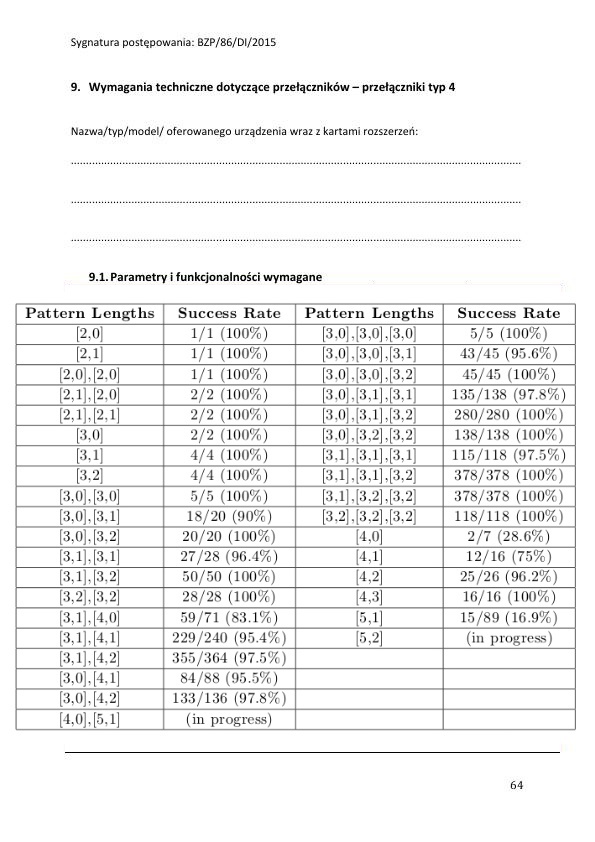 Sygnatura postępowania: BZP/86/DI/2015
9. Wymagania techniczne dotyczące przełączników – przełączniki typ 4
Nazwa/typ/model/ oferowanego urządzenia wraz z kartami rozszerzeń:
......................................................................................................................................................
......................................................................................................................................................
......................................................................................................................................................
9.1. Parametry i funkcjonalności wymagane
Pattern Lengths Success Rate Pattern Lengths Success Rate
[2,0] 1/1 (100%) [3,0],[3,0],[3,0] 5/5 (100%)
[2,1] 1/1 (100%) [3,0],[3,0],[3,1] 43/45 (95.6%)
[2,0],[2,0] 1/1 (100%) [3,0],[3,0],[3,2] 45/45 (100%)
[2,1],[2,0] 2/2 (100%) [3,0],[3,1],[3,1] 135/138 (97.8%)
[2,1],[2,1] 2/2 (100%) [3,0],[3,1],[3,2] 280/280 (100%)
[3,0] 2/2 (100%) [3,0],[3,2],[3,2] 138/138 (100%)
[3,1] 4/4 (100%) [3,1],[3,1],[3,1] 115/118 (97.5%)
[3,2] 4/4 (100%) [3,1],[3,1],[3,2] 378/378 (100%)
[3,0],[3,0] 5/5 (100%) [3,1],[3,2],[3,2] 378/378 (100%)
[3,0],[3,1] 18/20 (90%) [3,2],[3,2],[3,2] 118/118 (100%)
[3,0],[3,2] 20/20 (100%) [4,0] 2/7 (28.6%)
[3,1],[3,1] 27/28 (96.4%) [4,1] 12/16 (75%)
[3,1],[3,2] 50/50 (100%) [4,2] 25/26 (96.2%)
[3,2],[3,2] 28/28 (100%) [4,3] 16/16 (100%)
[3,1],[4,0] 59/71 (83.1%) [5,1] 15/89 (16.9%)
[3,1],[4,1] 229/240 (95.4%) [5,2] (in progress)
[3,1],[4,2] 355/364 (97.5%)
[3,0],[4,1] 84/88 (95.5%)
[3,0],[4,2] 133/136 (97.8%)
[4,0],[5,1] (in progress)
64